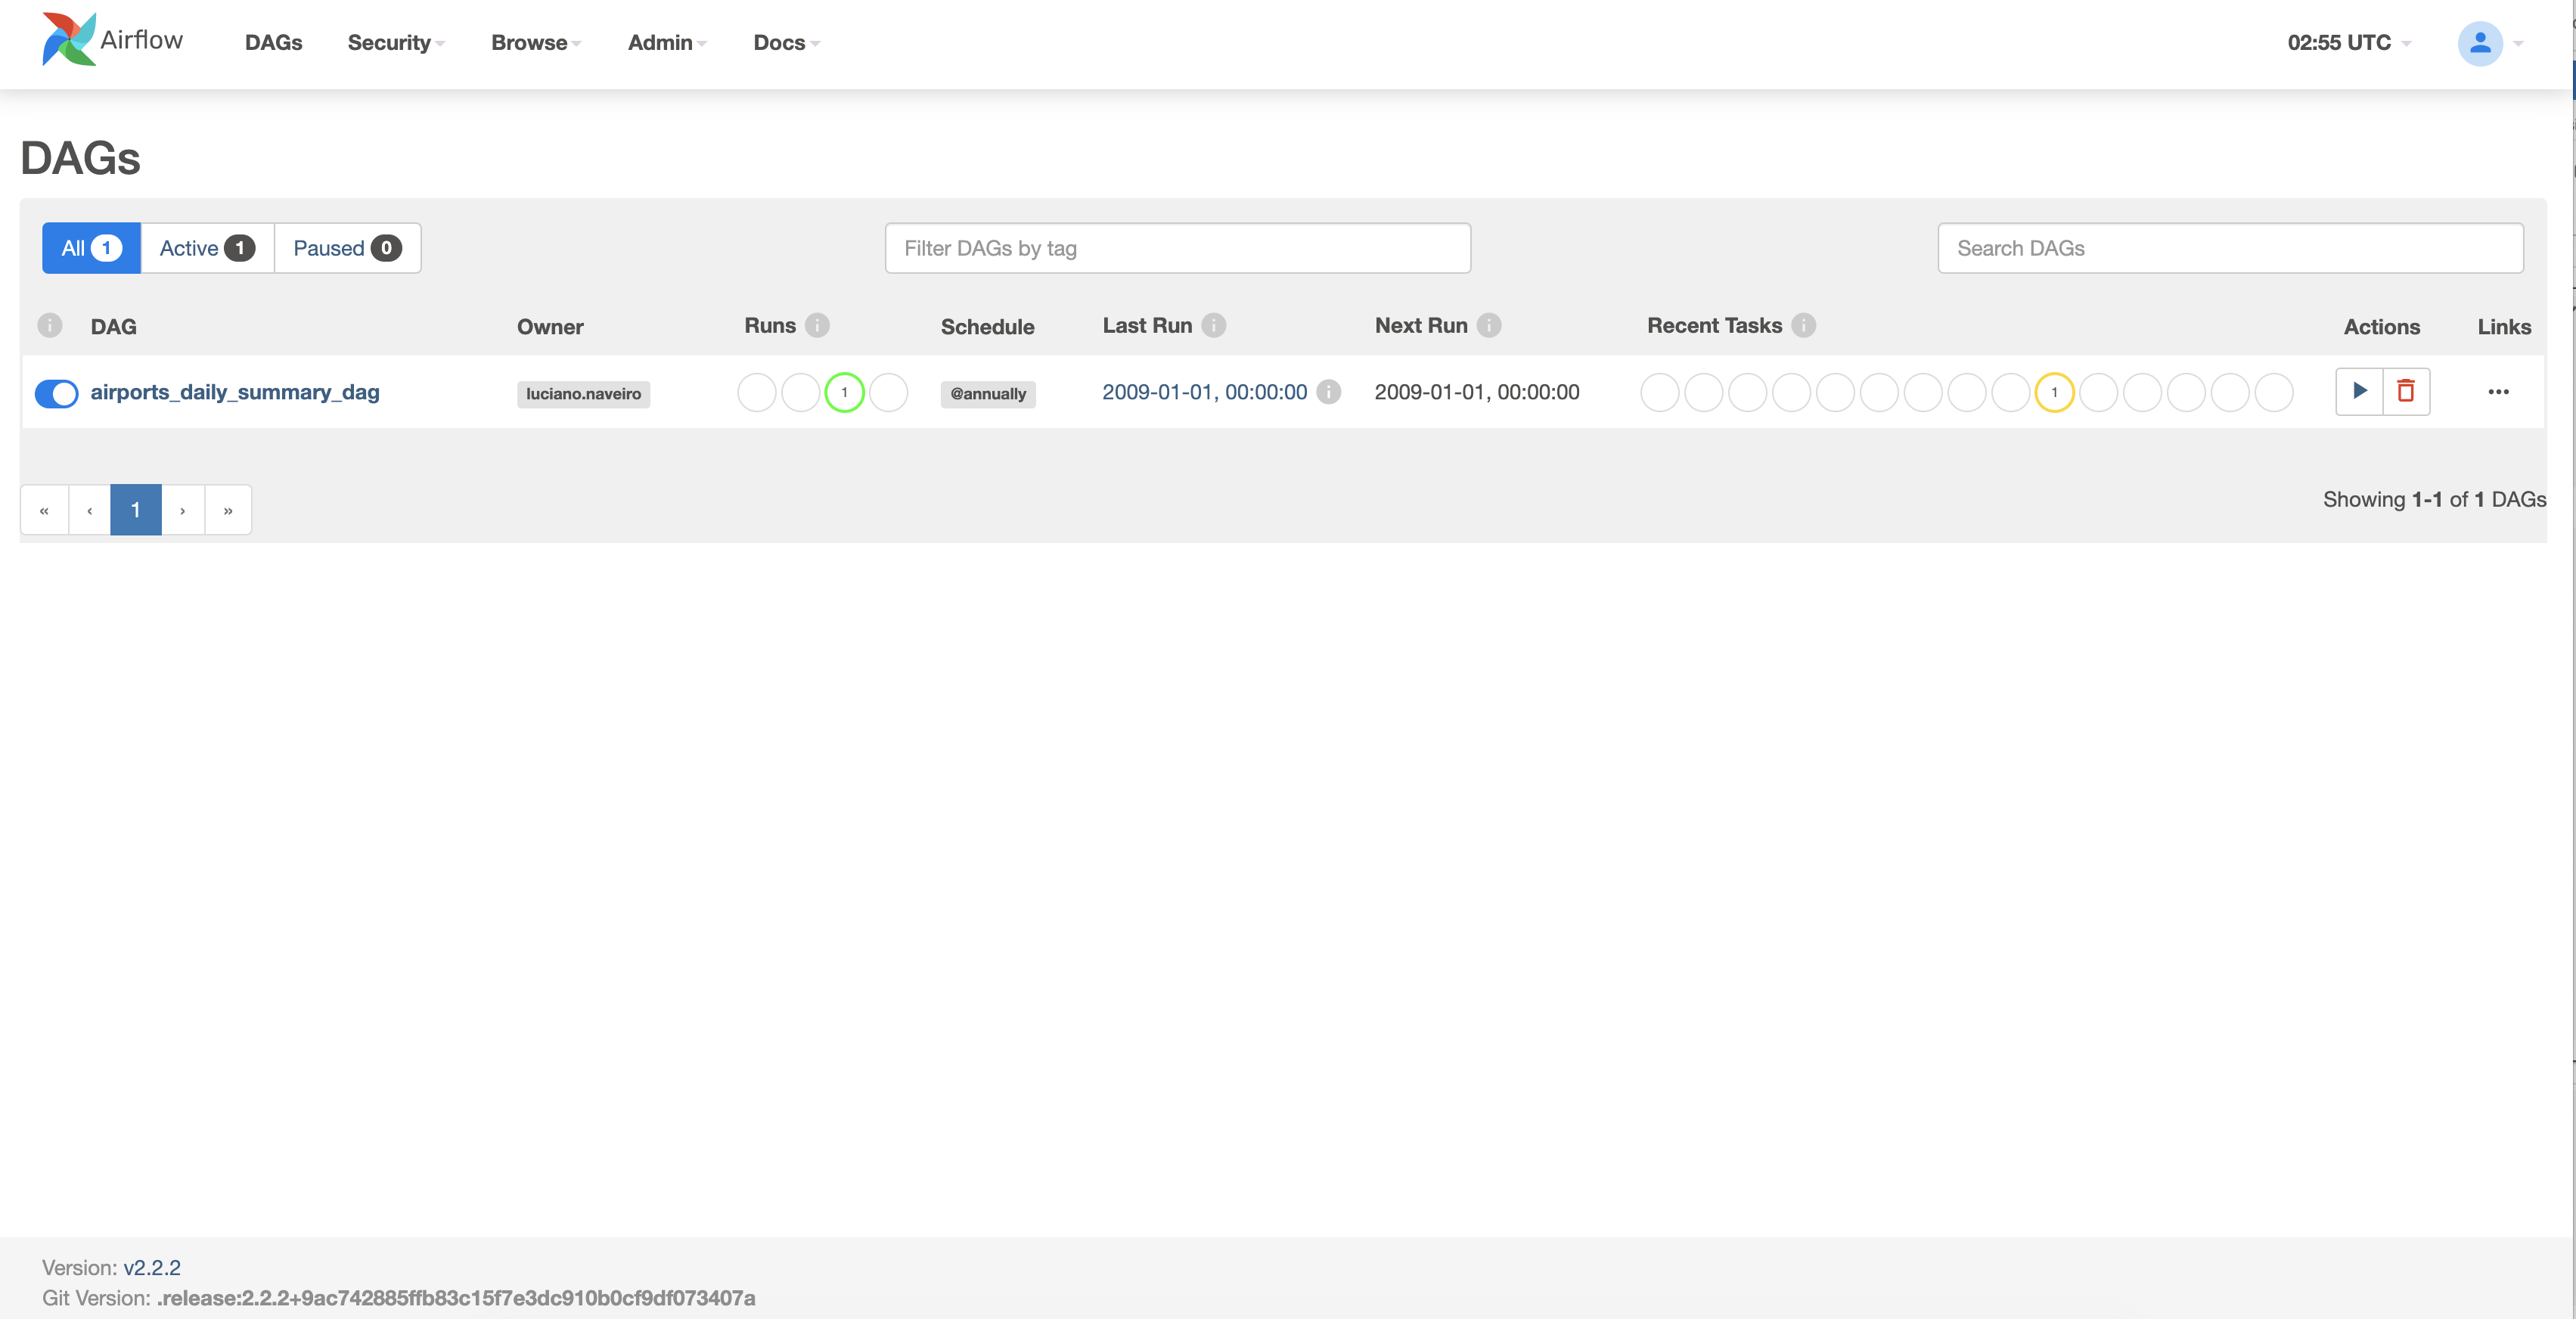 Airflow DAGs Security Browse Admin Docs 02:55 UTC
DAGs
All 1 Active 1 Paused 0 Filter DAGs by tag Search DAGs
i DAG Owner Runs i Schedule Last Run i Next Run i Recent Tasks i Actions Links
airports_daily_summary_dag luciano.naveiro 1 @annually 2009-01-01, 00:00:00 i 2009-01-01, 00:00:00 1 ...
« ‹ 1 › » Showing 1-1 of 1 DAGs
Version: v2.2.2
Git Version: .release:2.2.2+9ac742885ffb83c15f7e3dc910b0cf9df073407a